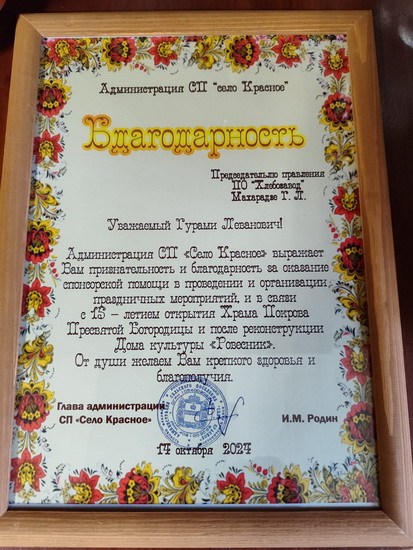 Администрация СП "село Красное"
Благодарность
Председателю правления
ПО "Хлебозавод"
Махарадзе Г. Л.
Уважаемый Гурами Леванович!
Администрация СП «Село Красное» выражает
Вам признательность и благодарность за оказание
спонсорской помощи в проведении и организации
праздничных мероприятий, и в связи
с 15 – летием открытия Храма Покрова
Пресвятой Богородицы и после реконструкции
Дома культуры «Ровесник».
От души желаем Вам крепкого здоровья и
благополучия.
Глава администрации
СП «Село Красное»
И.М. Родин
14 октября 2024